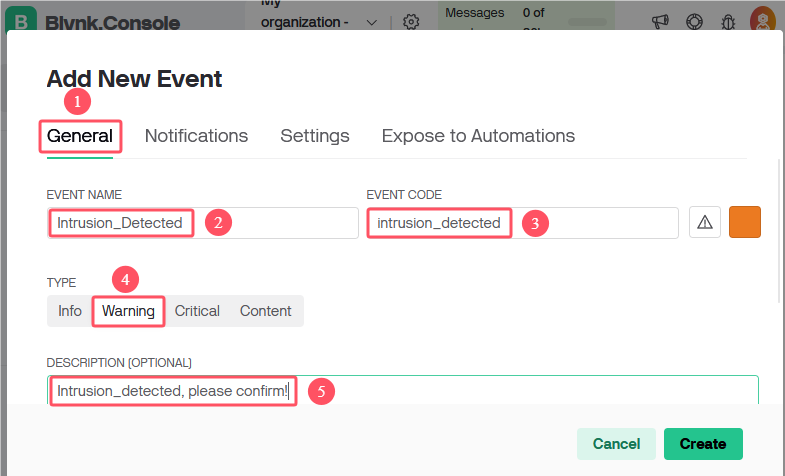 B Blynk.Console
My
organization -
Messages 0 of
Add New Event
1
General Notifications Settings Expose to Automations
EVENT NAME EVENT CODE
Intrusion_Detected 2 intrusion_detected 3
4
TYPE
Info Warning Critical Content
DESCRIPTION (OPTIONAL)
Intrusion_detected, please confirm! 5
Cancel Create